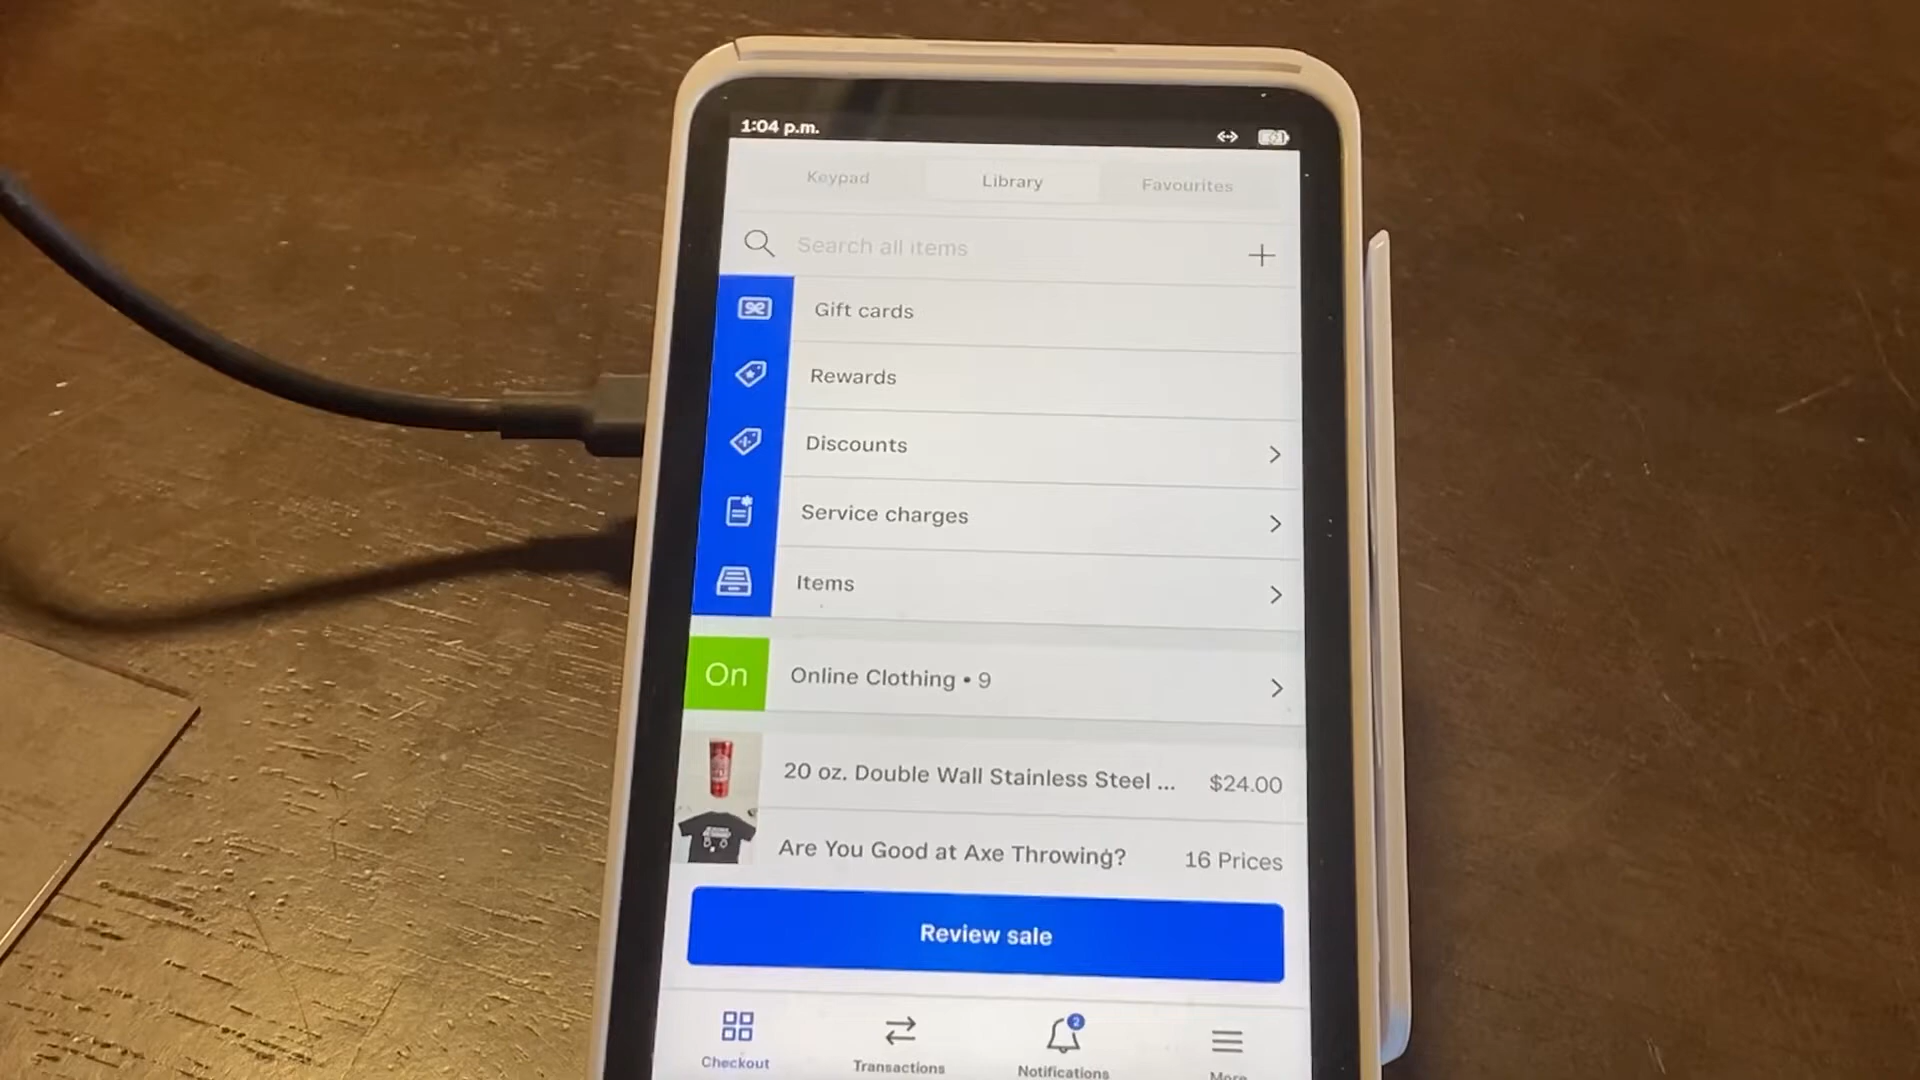 1:04 p.m.
Keypad Library Favourites
Search all items
Gift cards
Rewards
Discounts
Service charges
Items
On Online Clothing • 9
20 oz. Double Wall Stainless Steel ... $24.00
Are You Good at Axe Throwing? 16 Prices
Review sale
2
Checkout Transactions Notifications More